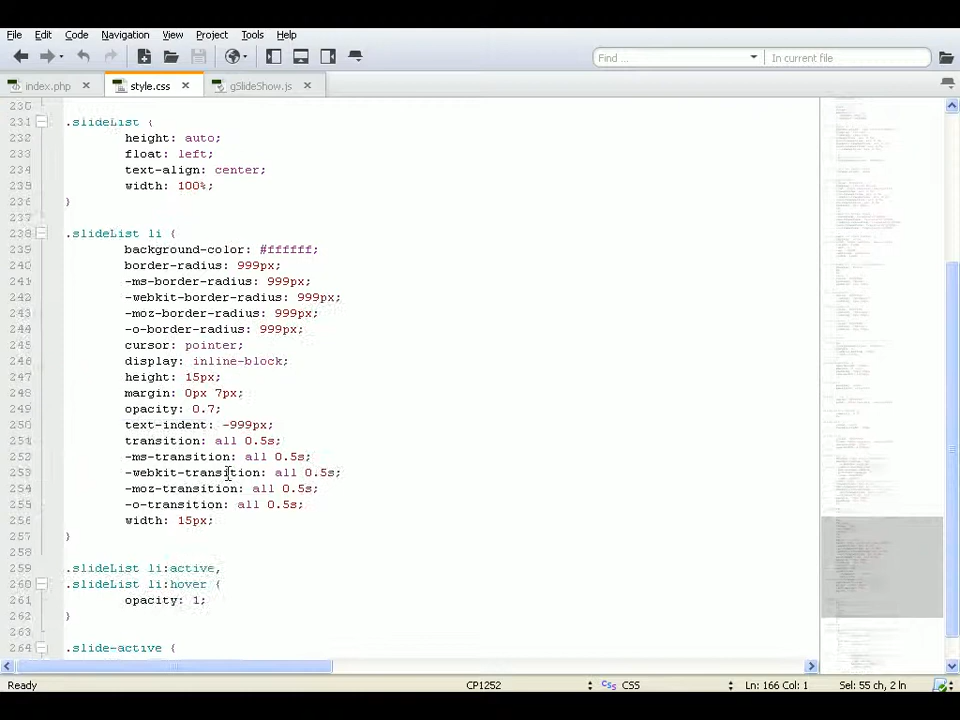 File Edit Code Navigation View Project Tools Help
Find ... In current file
index.php style.css gSlideShow.js
230
231 .slideList {
232 height: auto;
233 float: left;
234 text-align: center;
235 width: 100%;
236 }
237
238 .slideList li {
239 background-color: #ffffff;
240 border-radius: 999px;
241 -ms-border-radius: 999px;
242 -webkit-border-radius: 999px;
243 -moz-border-radius: 999px;
244 -o-border-radius: 999px;
245 cursor: pointer;
246 display: inline-block;
247 height: 15px;
248 margin: 0px 7px;
249 opacity: 0.7;
250 text-indent: -999px;
251 transition: all 0.5s;
252 -ms-transition: all 0.5s;
253 -webkit-transition: all 0.5s;
254 -moz-transition: all 0.5s;
255 -o-transition: all 0.5s;
256 width: 15px;
257 }
258
259 .slideList li:active,
260 .slideList li:hover {
261 opacity: 1;
262 }
263
264 .slide-active {
Ready CP1252 CSS Ln: 166 Col: 1 Sel: 55 ch, 2 ln